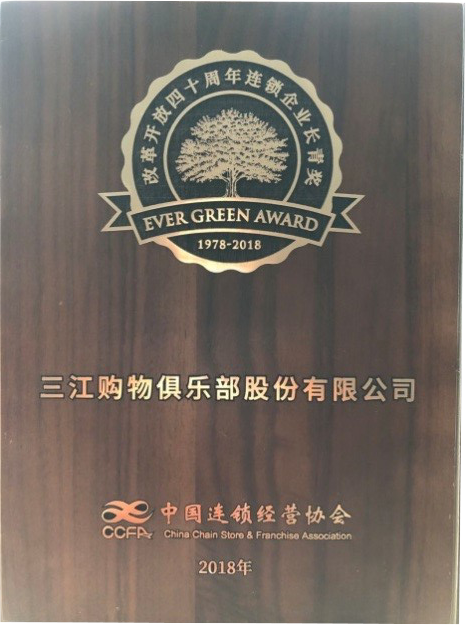 改革开放四十周年连锁企业长青奖
EVER GREEN AWARD
1978-2018
三江购物俱乐部股份有限公司
中国连锁经营协会
CCFA China Chain Store & Franchise Association
2018年